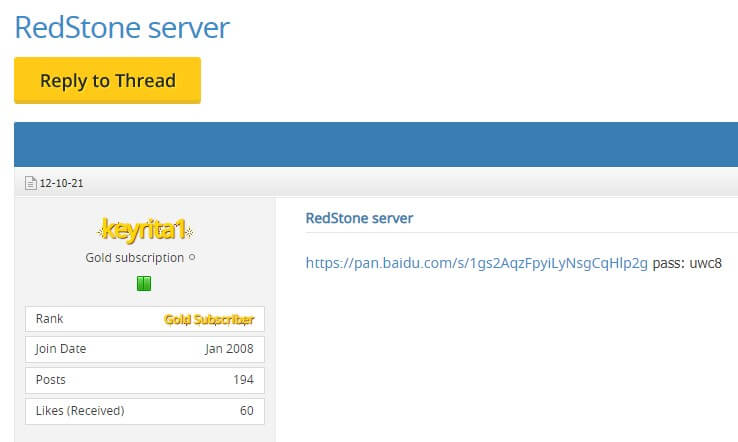 RedStone server
Reply to Thread
12-10-21
keyrita1
Gold subscription
Rank Gold Subscriber
Join Date Jan 2008
Posts 194
Likes (Received) 60
RedStone server
https://pan.baidu.com/s/1gs2AqzFpyiLyNsgCqHlp2g pass: uwc8